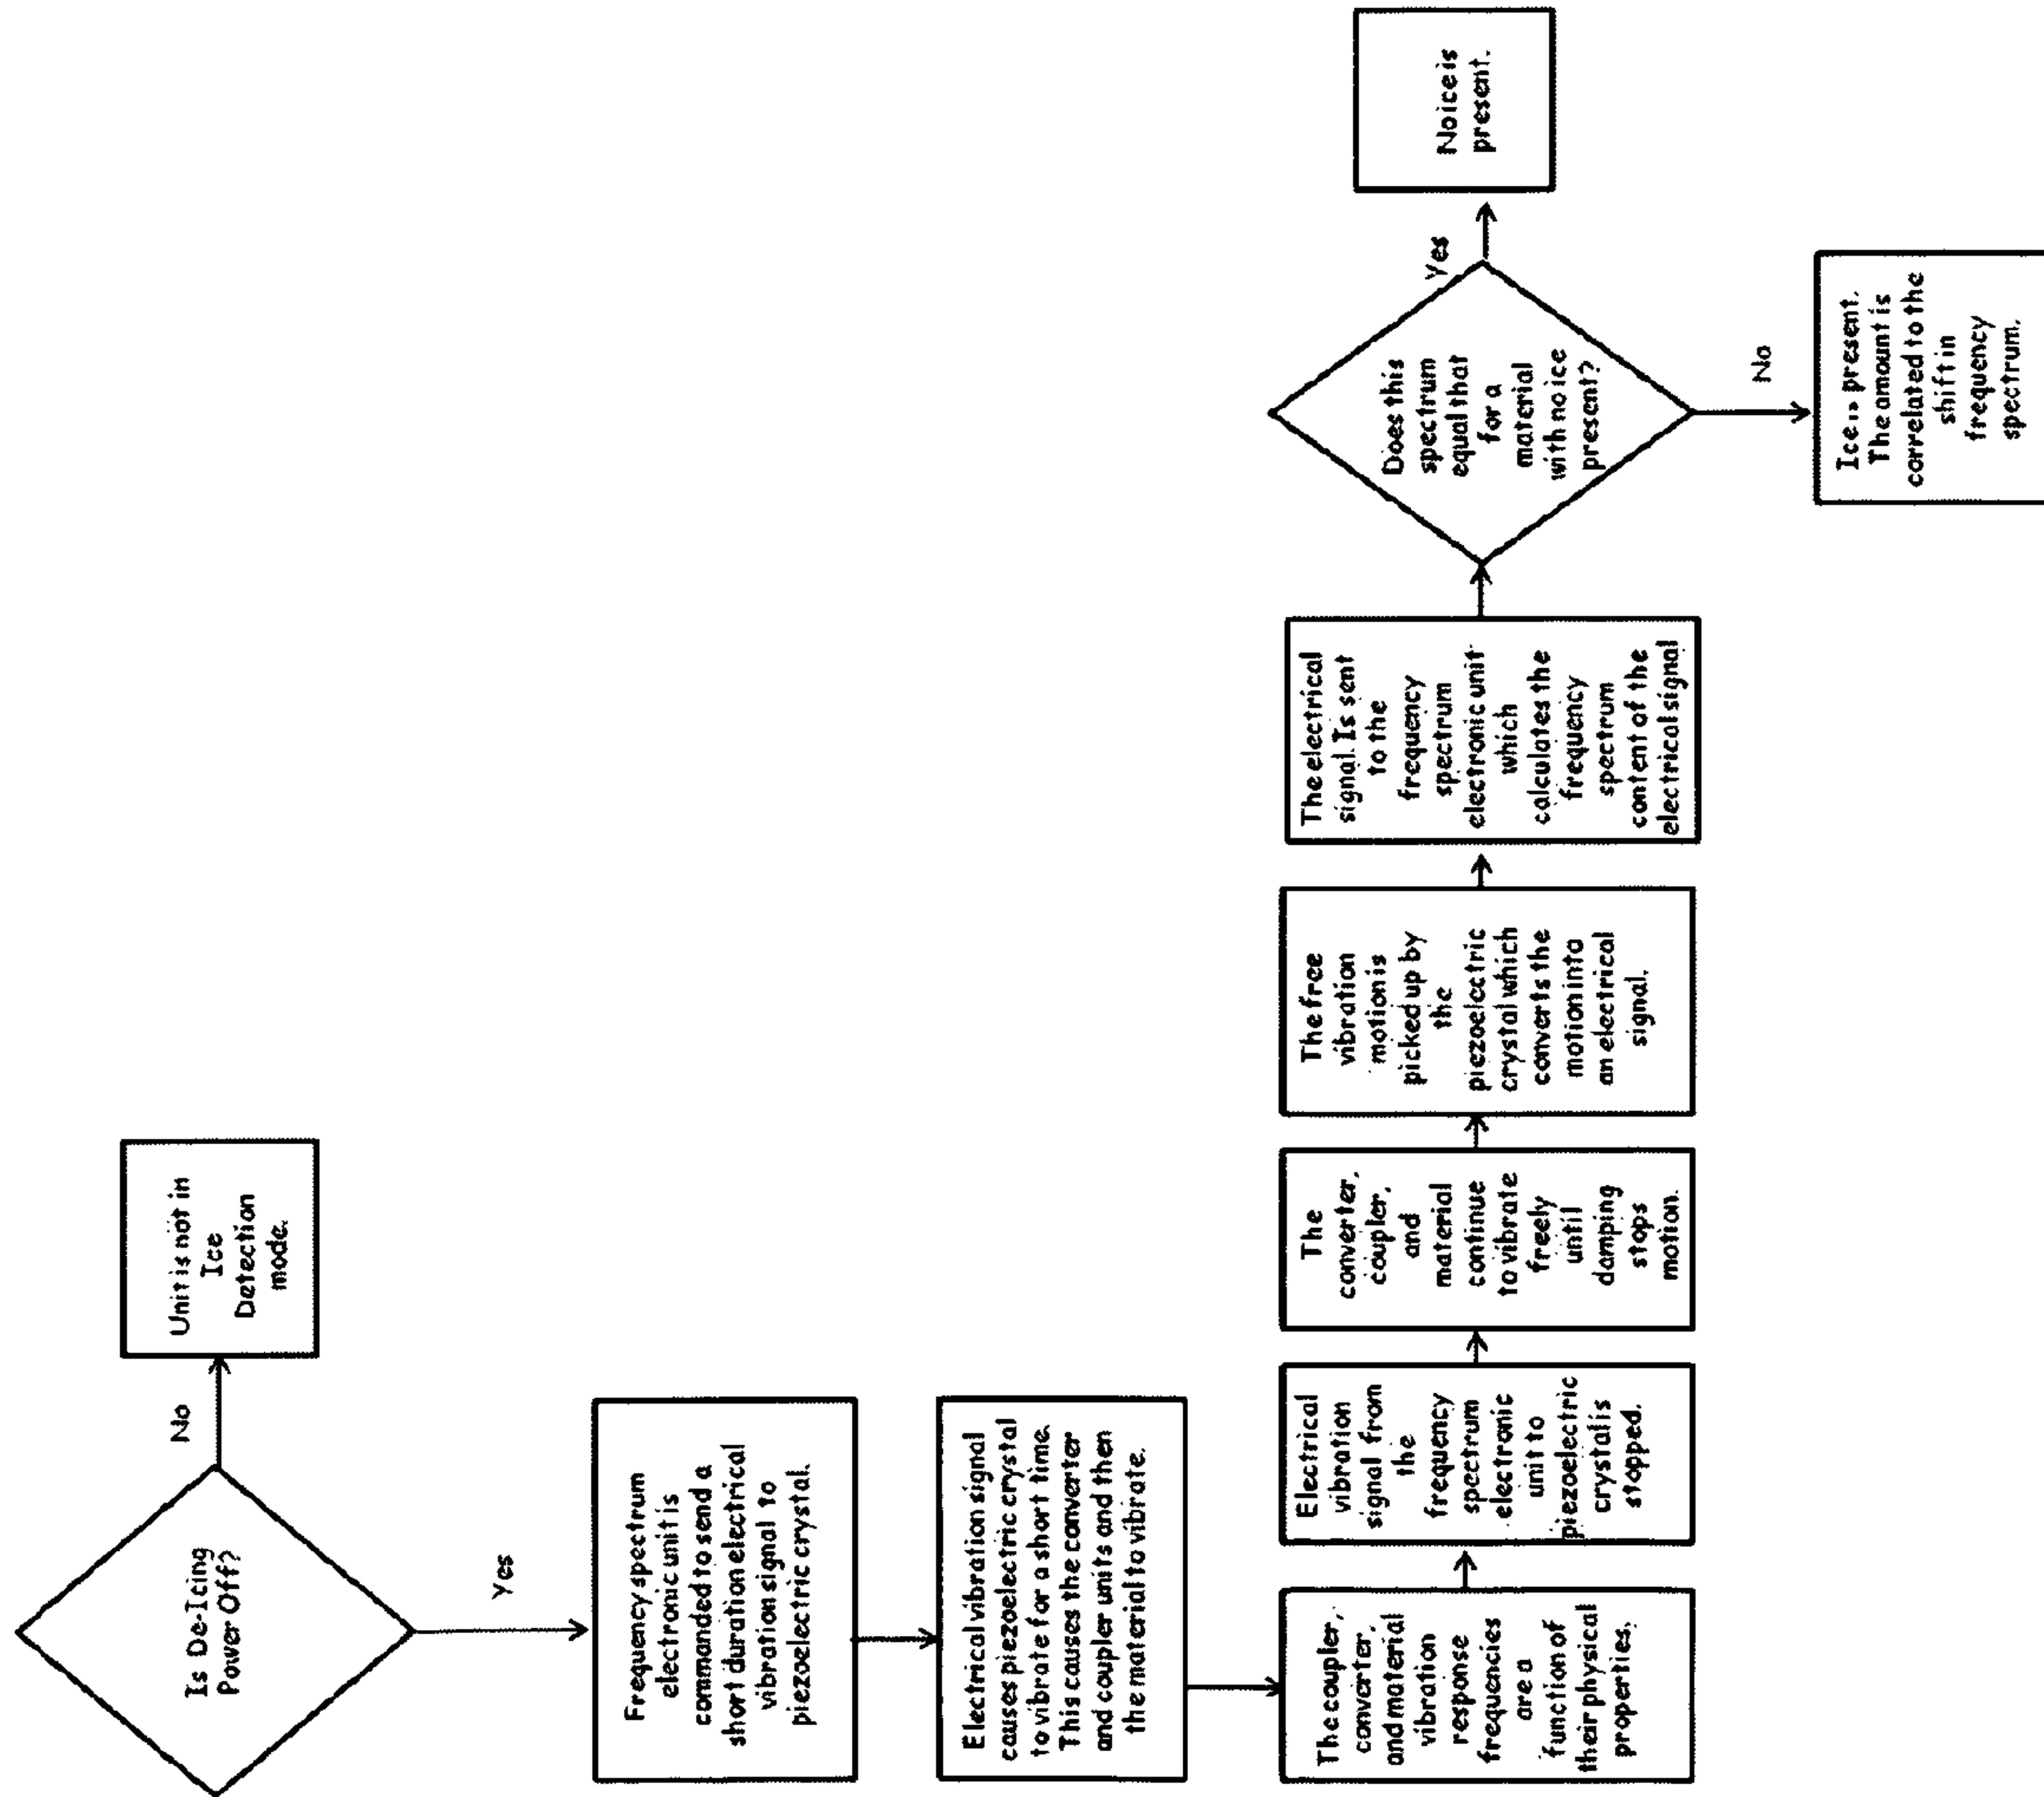 Is De-Icing
Power Off?
No
Unit is not in
Ice
Detection
mode.
Yes
Frequency spectrum
electronic unit is
commanded to send a
short duration electrical
vibration signal to
piezoelectric crystal.
Electrical vibration signal
causes piezoelectric crystal
to vibrate for a short time.
This causes the converter
and coupler units and then
the material to vibrate.
The coupler,
converter,
and material
vibration
response
frequencies
are a
function of
their physical
properties.
Electrical
vibration
signal from
the
frequency
spectrum
electronic
unit to
piezoelectric
crystal is
stopped.
The
converter,
coupler,
and
material
continue
to vibrate
freely
until
damping
stops
motion.
The free
vibration
motion is
picked up by
the
piezoelectric
crystal which
converts the
motion into
an electrical
signal.
The electrical
signal. Is sent
to the
frequency
spectrum
electronic unit
which
calculates the
frequency
spectrum
content of the
electrical signal
Does this
spectrum
equal that
for a
material
with no ice
present?
Yes
No ice is
present.
No
Ice is present.
The amount is
correlated to the
shift in
frequency
spectrum.